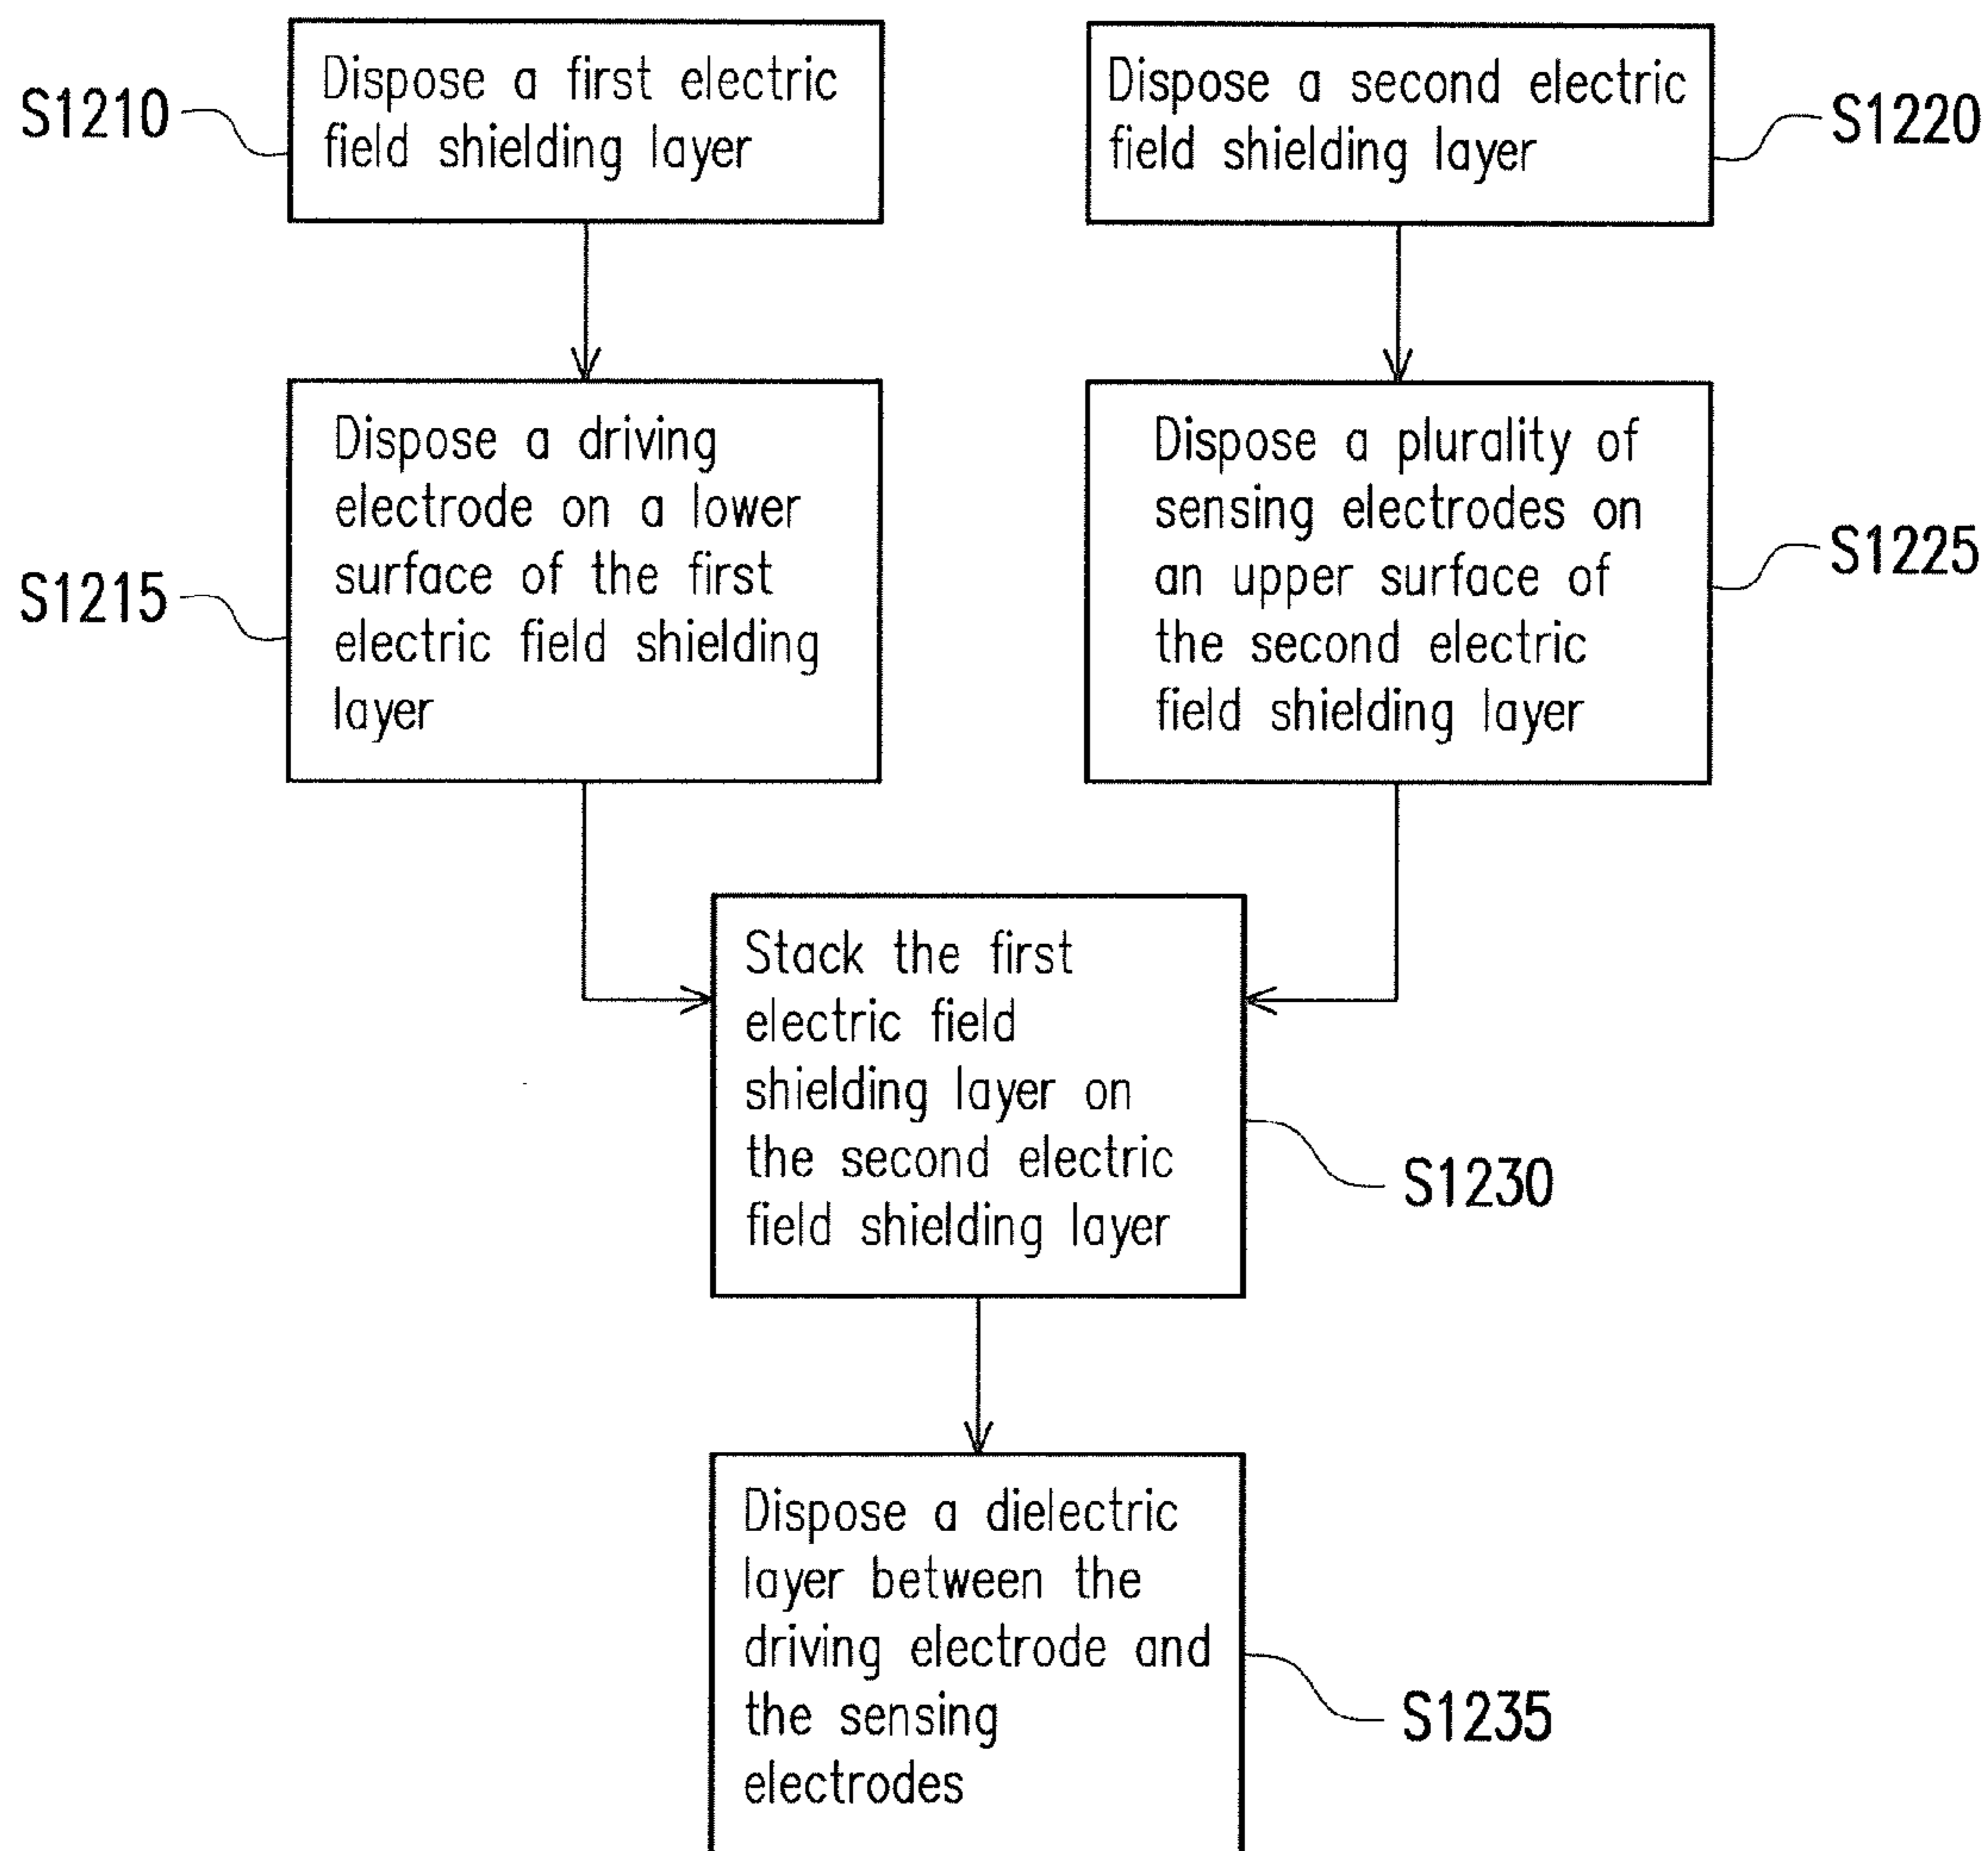 S1210
Dispose a first electric
field shielding layer
Dispose a second electric
field shielding layer
S1220
S1215
Dispose a driving
electrode on a lower
surface of the first
electric field shielding
layer
Dispose a plurality of
sensing electrodes on
an upper surface of
the second electric
field shielding layer
S1225
Stack the first
electric field
shielding layer on
the second electric
field shielding layer
S1230
Dispose a dielectric
layer between the
driving electrode and
the sensing
electrodes
S1235